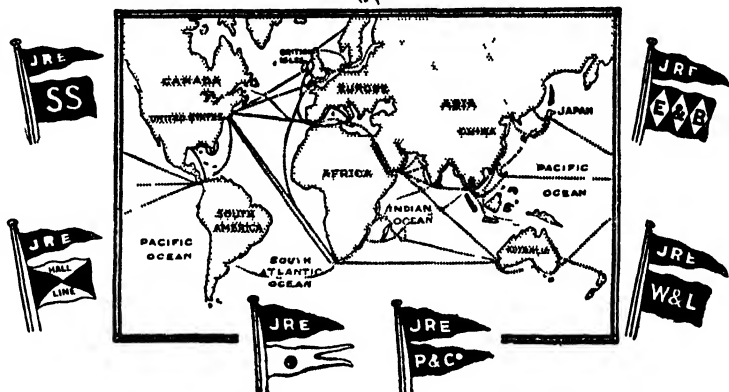 JRE
SS
JRE
HALL
LINE
JRE
JRE
P&Co
JRE
E&B
JRE
W&L
BRITISH
ISLES
CANADA
UNITED STATES
EUROPE
ASIA
CHINA
JAPAN
AFRICA
PACIFIC
OCEAN
INDIAN
OCEAN
SOUTH
AMERICA
PACIFIC
OCEAN
SOUTH
ATLANTIC
OCEAN
AUSTRALIA